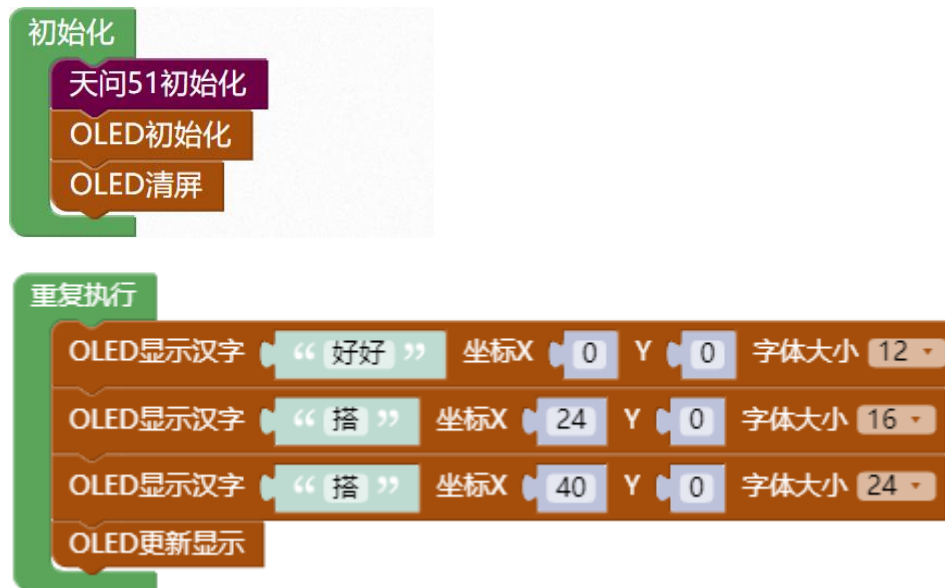 初始化
天问51初始化
OLED初始化
OLED清屏
重复执行
OLED显示汉字 “ 好好 ” 坐标X 0 Y 0 字体大小 12
OLED显示汉字 “ 搭 ” 坐标X 24 Y 0 字体大小 16
OLED显示汉字 “ 搭 ” 坐标X 40 Y 0 字体大小 24
OLED更新显示